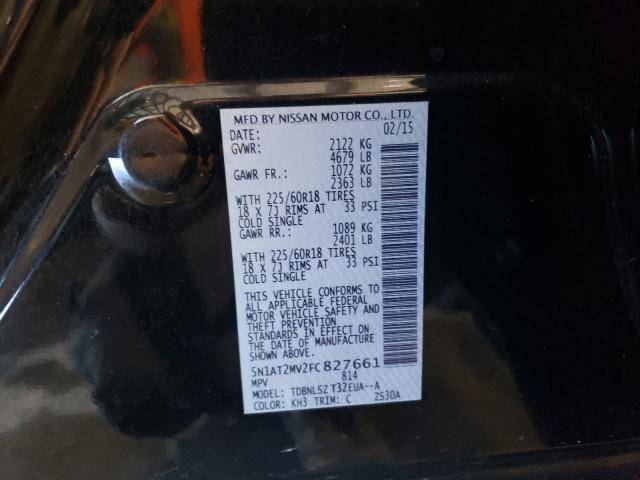 MFD BY NISSAN MOTOR CO., LTD.
DATE: 02/15
GVWR: 2122 KG
4679 LB
GAWR FR.: 1072 KG
2363 LB
WITH 225/60R18 TIRES
18 X 7J RIMS AT 33 PSI
COLD SINGLE
GAWR RR.: 1089 KG
2401 LB
WITH 225/60R18 TIRES
18 X 7J RIMS AT 33 PSI
COLD SINGLE
THIS VEHICLE CONFORMS TO
ALL APPLICABLE FEDERAL
MOTOR VEHICLE SAFETY AND
THEFT PREVENTION
STANDARDS IN EFFECT ON
THE DATE OF MANUFACTURE
SHOWN ABOVE.
5N1AT2MV2FC827661
MPV 814
MODEL: TDBNLSZ T32EUA--A
COLOR: KH3 TRIM: C ZS30A